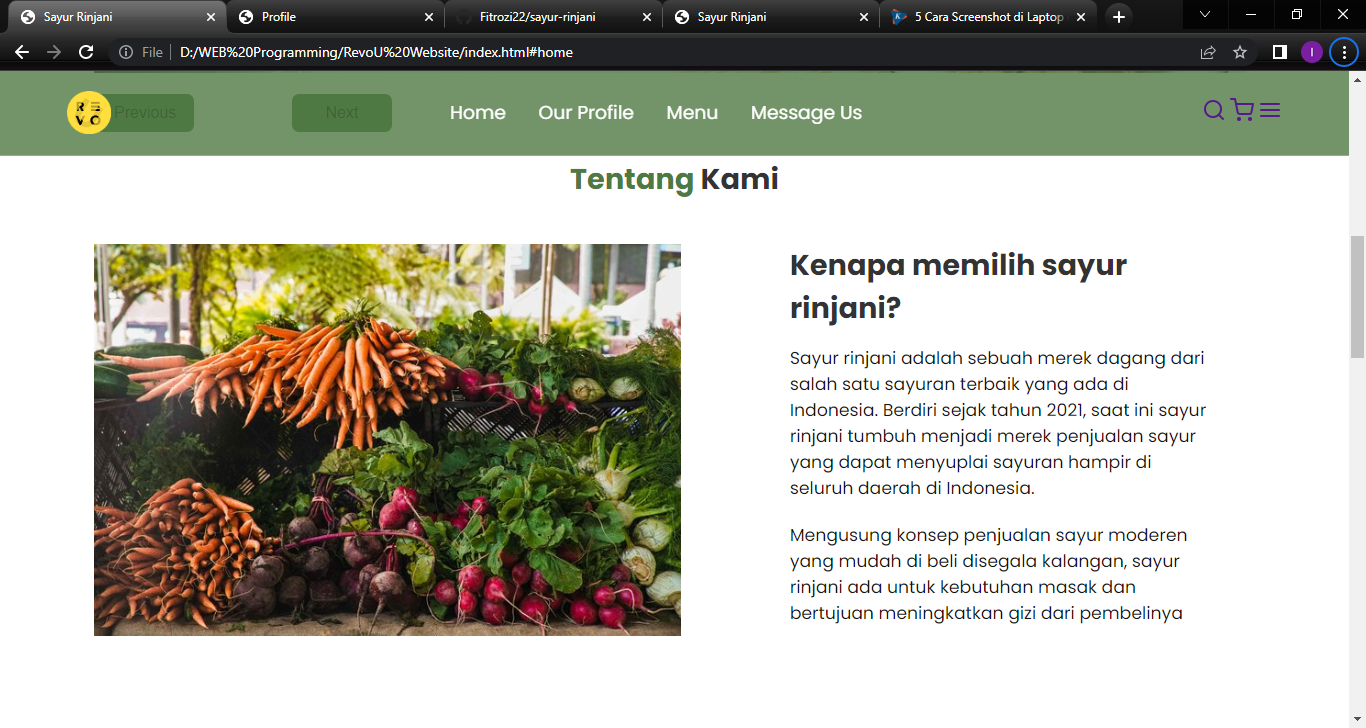 Sayur Rinjani
Profile
Fitrozi22/sayur-rinjani
Sayur Rinjani
5 Cara Screenshot di Laptop
File
D:/WEB%20Programming/RevoU%20Website/index.html#home
I
RE
VO
Previous
Next
Home
Our Profile
Menu
Message Us
Tentang Kami
Kenapa memilih sayur
rinjani?
Sayur rinjani adalah sebuah merek dagang dari
salah satu sayuran terbaik yang ada di
Indonesia. Berdiri sejak tahun 2021, saat ini sayur
rinjani tumbuh menjadi merek penjualan sayur
yang dapat menyuplai sayuran hampir di
seluruh daerah di Indonesia.
Mengusung konsep penjualan sayur moderen
yang mudah di beli disegala kalangan, sayur
rinjani ada untuk kebutuhan masak dan
bertujuan meningkatkan gizi dari pembelinya